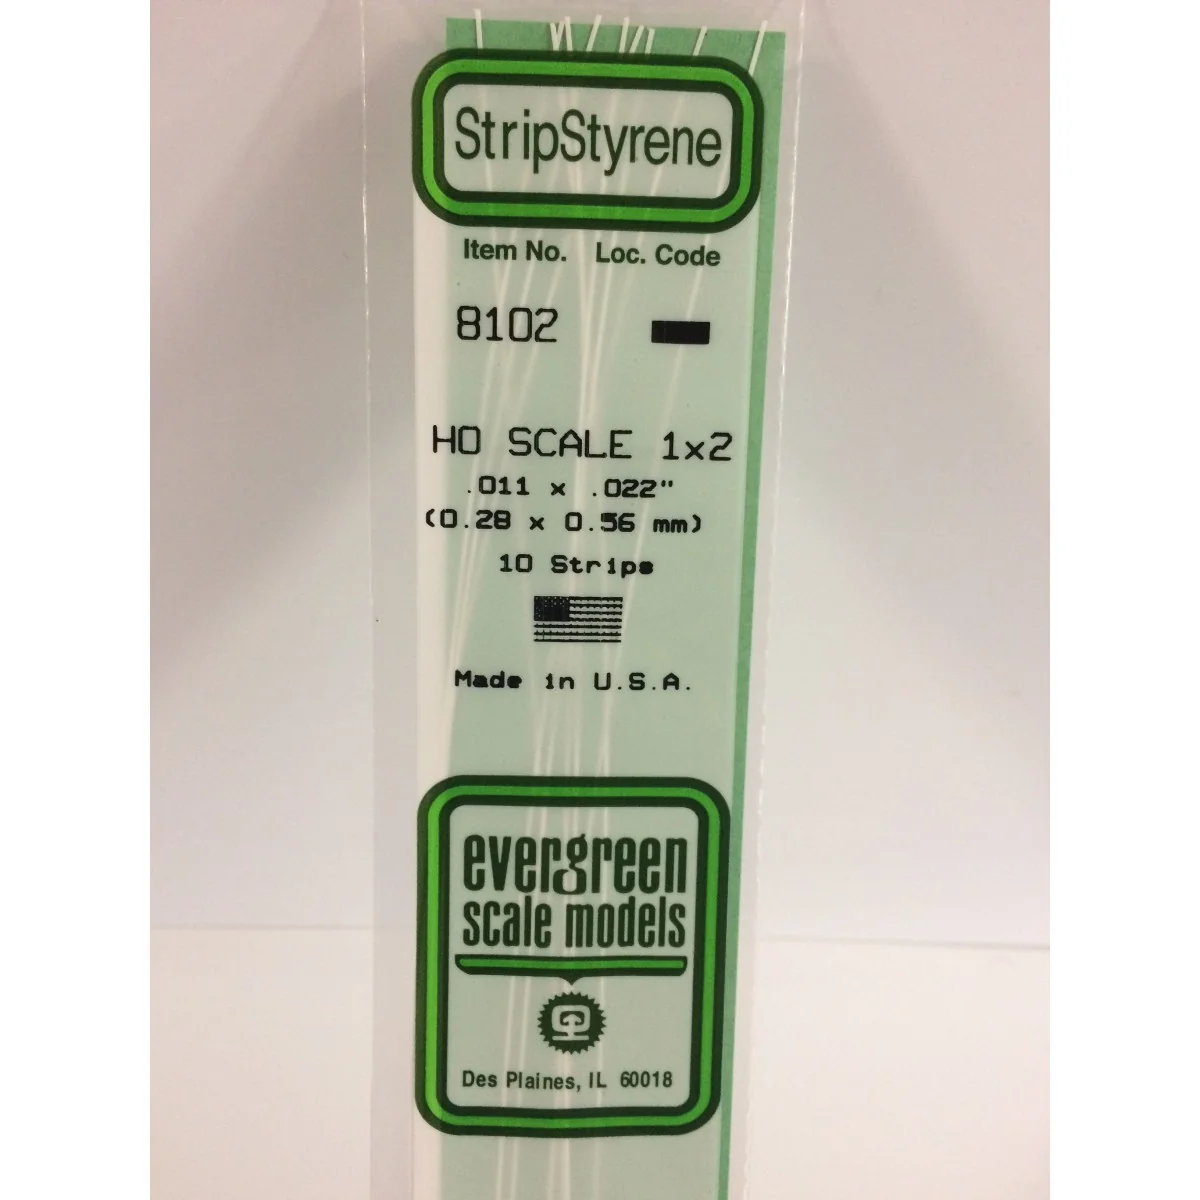 StripStyrene
Item No. Loc. Code
8102
HO SCALE 1x2
.011 x .022"
(0.28 x 0.56 mm)
10 Strips
Made in U.S.A.
evergreen
scale models
Des Plaines, IL 60018